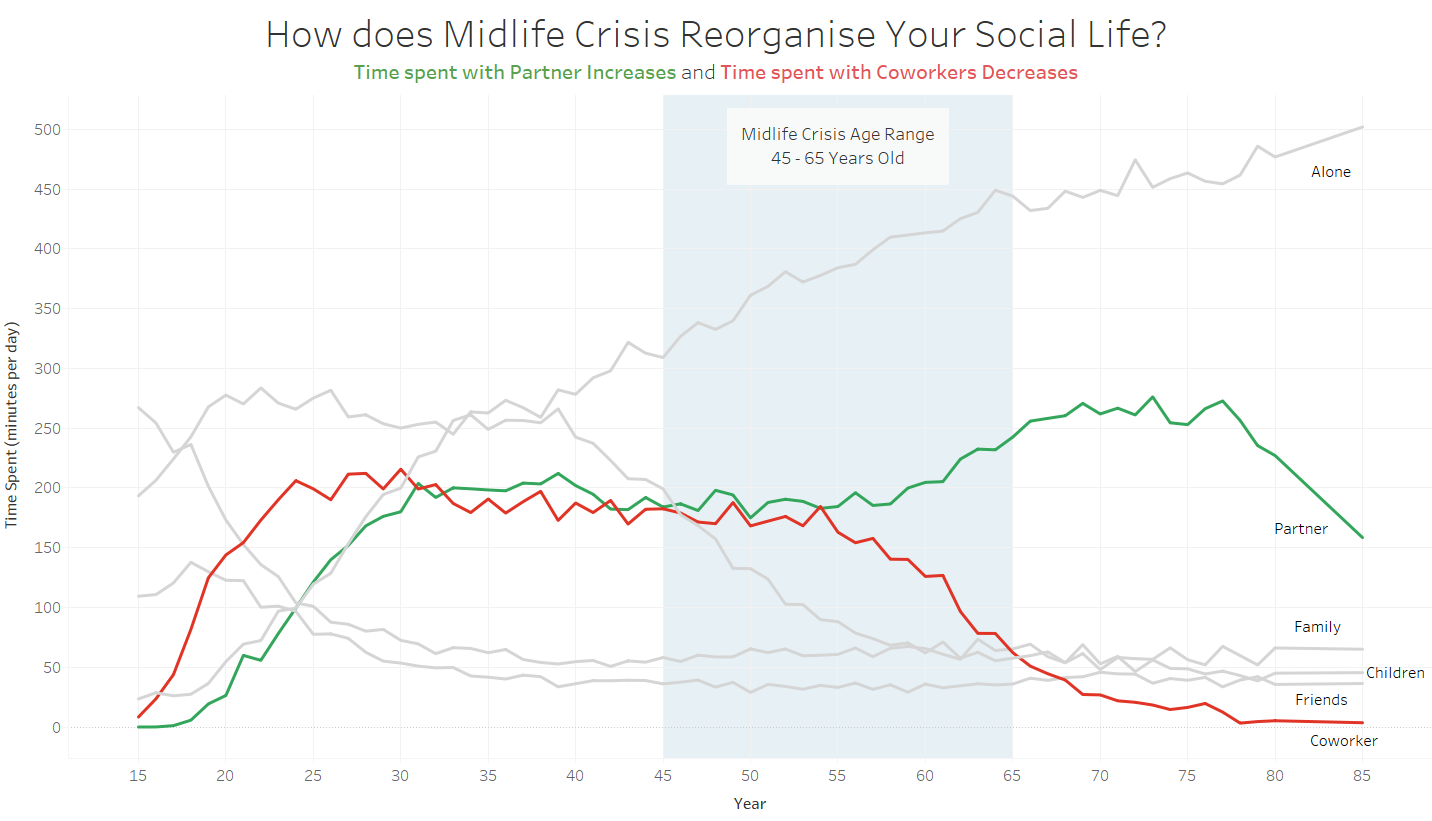 How does Midlife Crisis Reorganise Your Social Life?
Time spent with Partner Increases and Time spent with Coworkers Decreases
Midlife Crisis Age Range
45 - 65 Years Old
Time Spent (minutes per day)
500
450
400
350
300
250
200
150
100
50
0
Alone
Partner
Family
Children
Friends
Coworker
15 20 25 30 35 40 45 50 55 60 65 70 75 80 85
Year